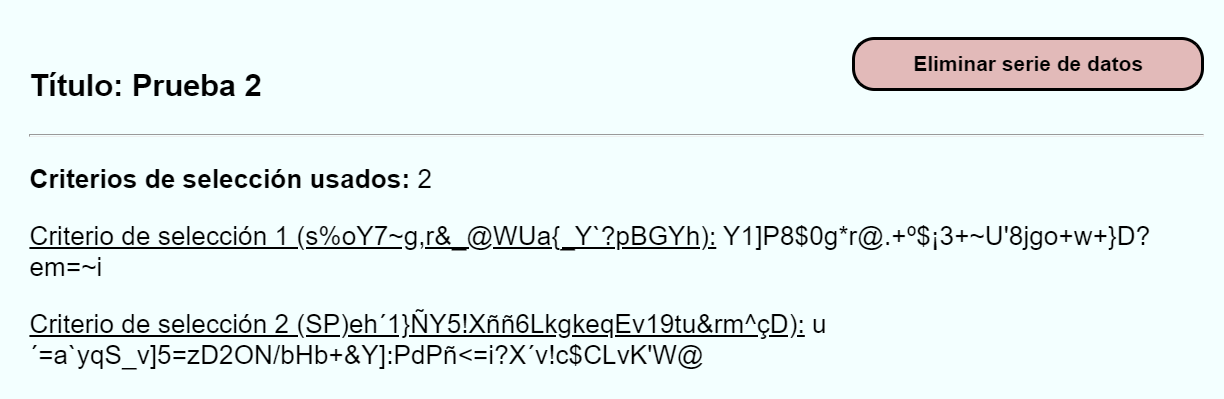 Eliminar serie de datos
Título: Prueba 2
Criterios de selección usados: 2
Criterio de selección 1 (s%oY7~g,r&_@WUa{_Y`?pBGYh): Y1]P8$0g*r@.+º$¡3+~U'8jgo+w+}D?
em=~i
Criterio de selección 2 (SP)eh´1}ÑY5!Xññ6LkgkeqEv19tu&rm^çD): u
´=a`yqS_v]5=zD2ON/bHb+&Y]:PdPñ<=i?X´v!c$CLvK'W@